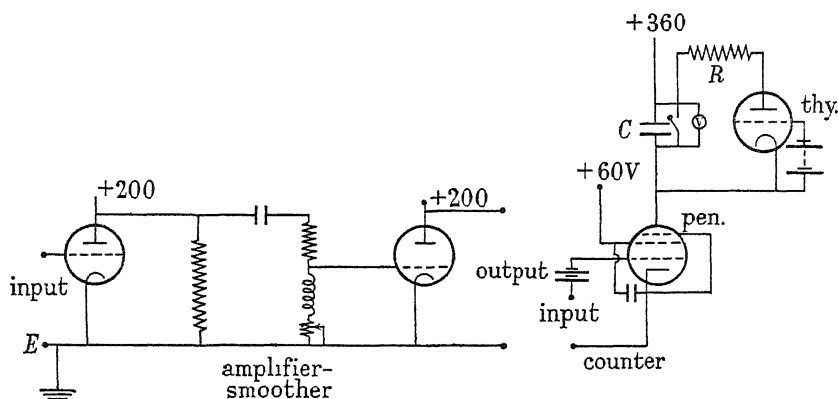 +360
R
thy.
C
V
+60V
+200
+200
pen.
input
output
input
E
amplifier-
smoother
counter